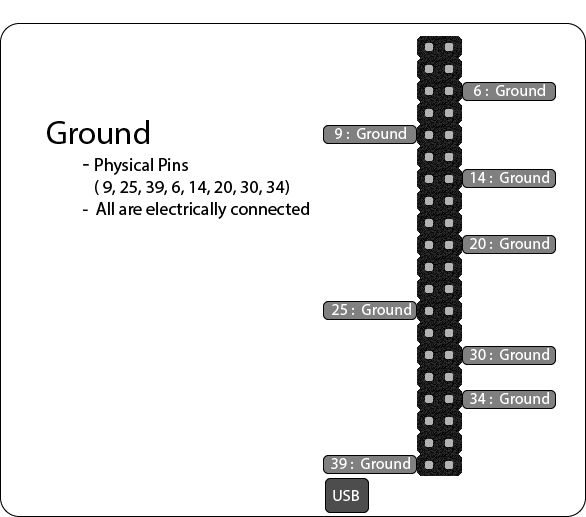 Ground
- Physical Pins
( 9, 25, 39, 6, 14, 20, 30, 34)
- All are electrically connected
6 : Ground
9 : Ground
14 : Ground
20 : Ground
25 : Ground
30 : Ground
34 : Ground
39 : Ground
USB